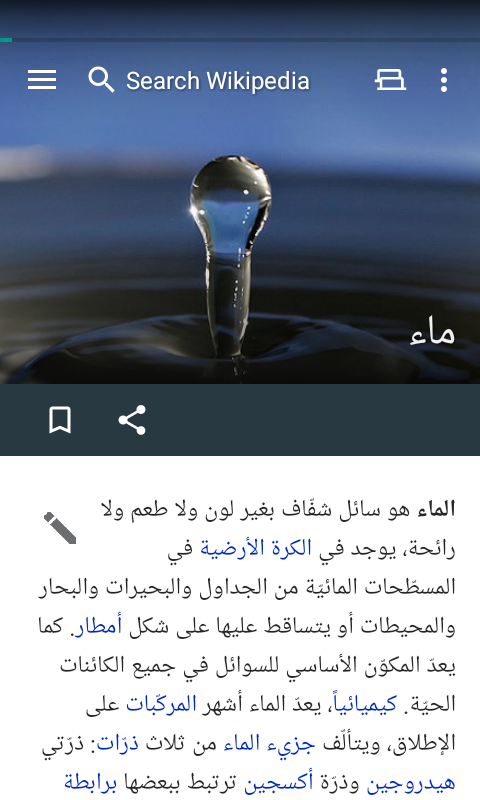 Search Wikipedia
ماء
الماء هو سائل شفّاف بغير لون ولا طعم ولا
رائحة، يوجد في الكرة الأرضية في
المسطّحات المائيّة من الجداول والبحيرات والبحار
والمحيطات أو يتساقط عليها على شكل أمطار. كما
يعدّ المكوّن الأساسي للسوائل في جميع الكائنات
الحيّة. كيميائياً، يعدّ الماء أشهر المركّبات على
الإطلاق، ويتألّف جزيء الماء من ثلاث ذرّات: ذرّتي
هيدروجين وذرّة أكسجين ترتبط ببعضها برابطة